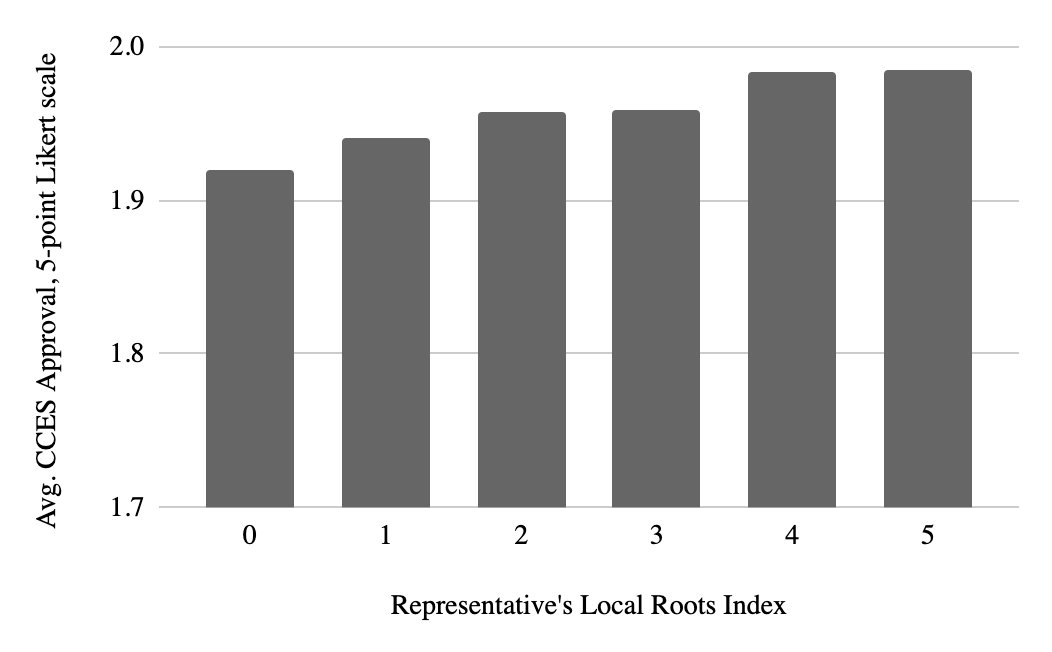 Avg. CCES Approval, 5-point Likert scale
2.0
1.9
1.8
1.7
0 1 2 3 4 5
Representative's Local Roots Index